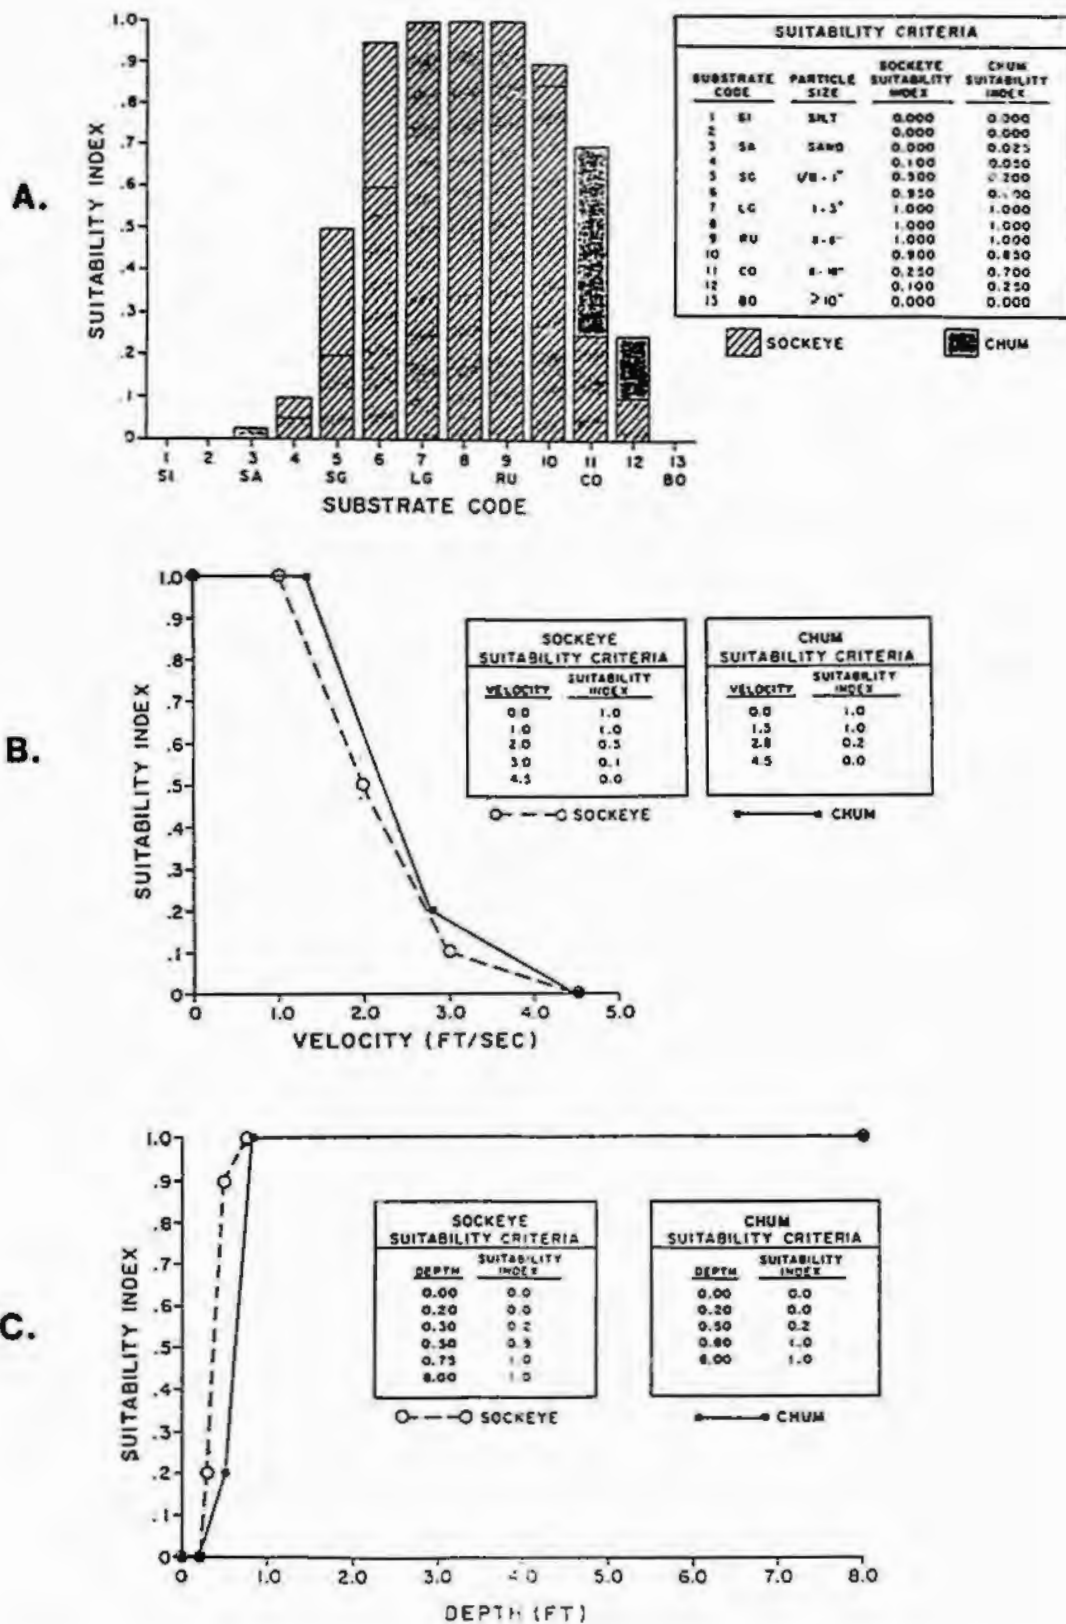 A.
SUITABILITY INDEX
1.0
.9
.8
.7
.6
.5
.4
.3
.2
.1
0
1 2 3 4 5 6 7 8 9 10 11 12 13
SI SA SG LG RU CO BO
SUBSTRATE CODE
SUITABILITY CRITERIA
SUBSTRATE CODE PARTICLE SIZE SOCKEYE SUITABILITY INDEX CHUM SUITABILITY INDEX
1 SI SILT 0.000 0.000
2 0.000 0.000
3 SA SAND 0.000 0.025
4 0.100 0.050
5 SG 0.200
6 0.950
7 LG 1.000 1.000
8 1.000 1.000
9 RU 1.000 1.000
10 0.900 0.850
11 CO 0.250 0.700
12 0.100 0.250
13 BO ≥10" 0.000 0.000
SOCKEYE CHUM
B.
SUITABILITY INDEX
1.0
.9
.8
.7
.6
.5
.4
.3
.2
.1
0
0 1.0 2.0 3.0 4.0 5.0
VELOCITY (FT/SEC)
SOCKEYE
SUITABILITY CRITERIA
VELOCITY SUITABILITY INDEX
0.0 1.0
1.0 1.0
2.0 0.5
3.0 0.1
4.5 0.0
SOCKEYE
CHUM
SUITABILITY CRITERIA
VELOCITY SUITABILITY INDEX
0.0 1.0
1.3 1.0
2.8 0.2
4.5 0.0
CHUM
C.
SUITABILITY INDEX
1.0
.9
.8
.7
.6
.5
.4
.3
.2
.1
0
0 1.0 2.0 3.0 4.0 5.0 6.0 7.0 8.0
DEPTH (FT)
SOCKEYE
SUITABILITY CRITERIA
DEPTH SUITABILITY INDEX
0.00 0.0
0.20 0.0
0.30 0.2
0.50 0.9
0.75 1.0
8.00 1.0
SOCKEYE
CHUM
SUITABILITY CRITERIA
DEPTH SUITABILITY INDEX
0.00 0.0
0.20 0.0
0.50 0.2
0.80 1.0
8.00 1.0
CHUM